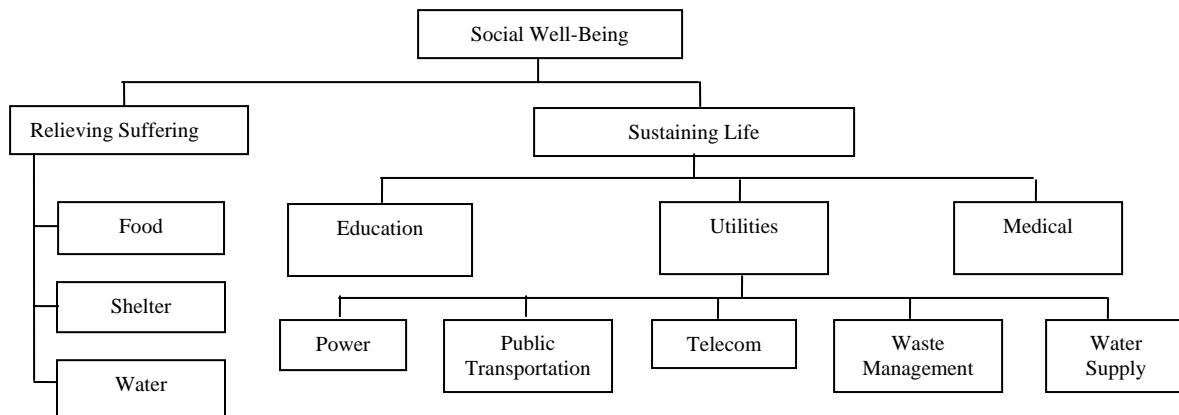 Social Well-Being
Relieving Suffering
Sustaining Life
Food
Shelter
Water
Education
Utilities
Medical
Power
Public
Transportation
Telecom
Waste
Management
Water
Supply